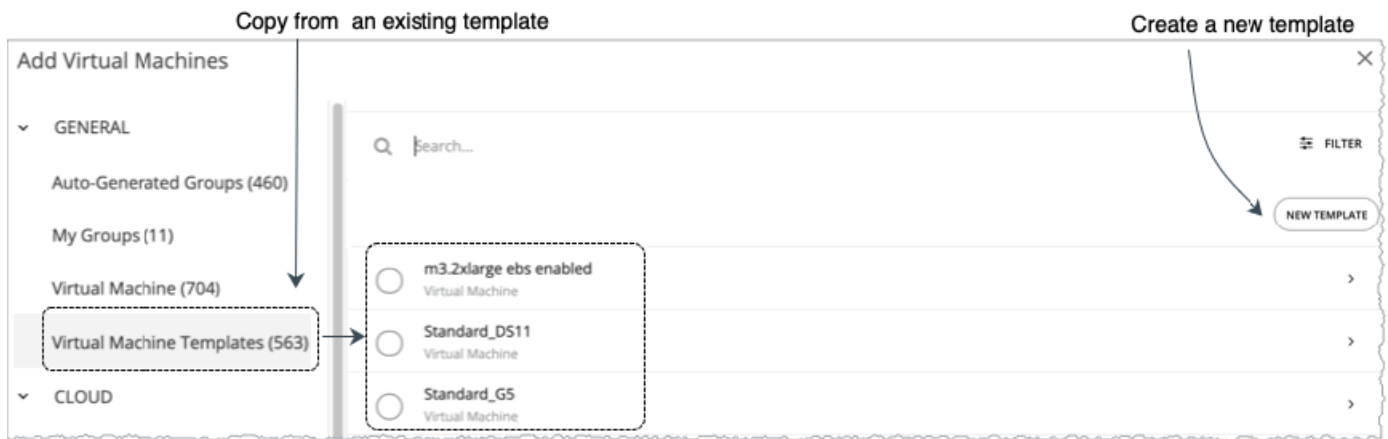 Copy from an existing template
Create a new template
Add Virtual Machines
GENERAL
Auto-Generated Groups (460)
My Groups (11)
Virtual Machine (704)
Virtual Machine Templates (563)
CLOUD
Search...
FILTER
NEW TEMPLATE
m3.2xlarge ebs enabled
Virtual Machine
Standard_DS11
Virtual Machine
Standard_G5
Virtual Machine